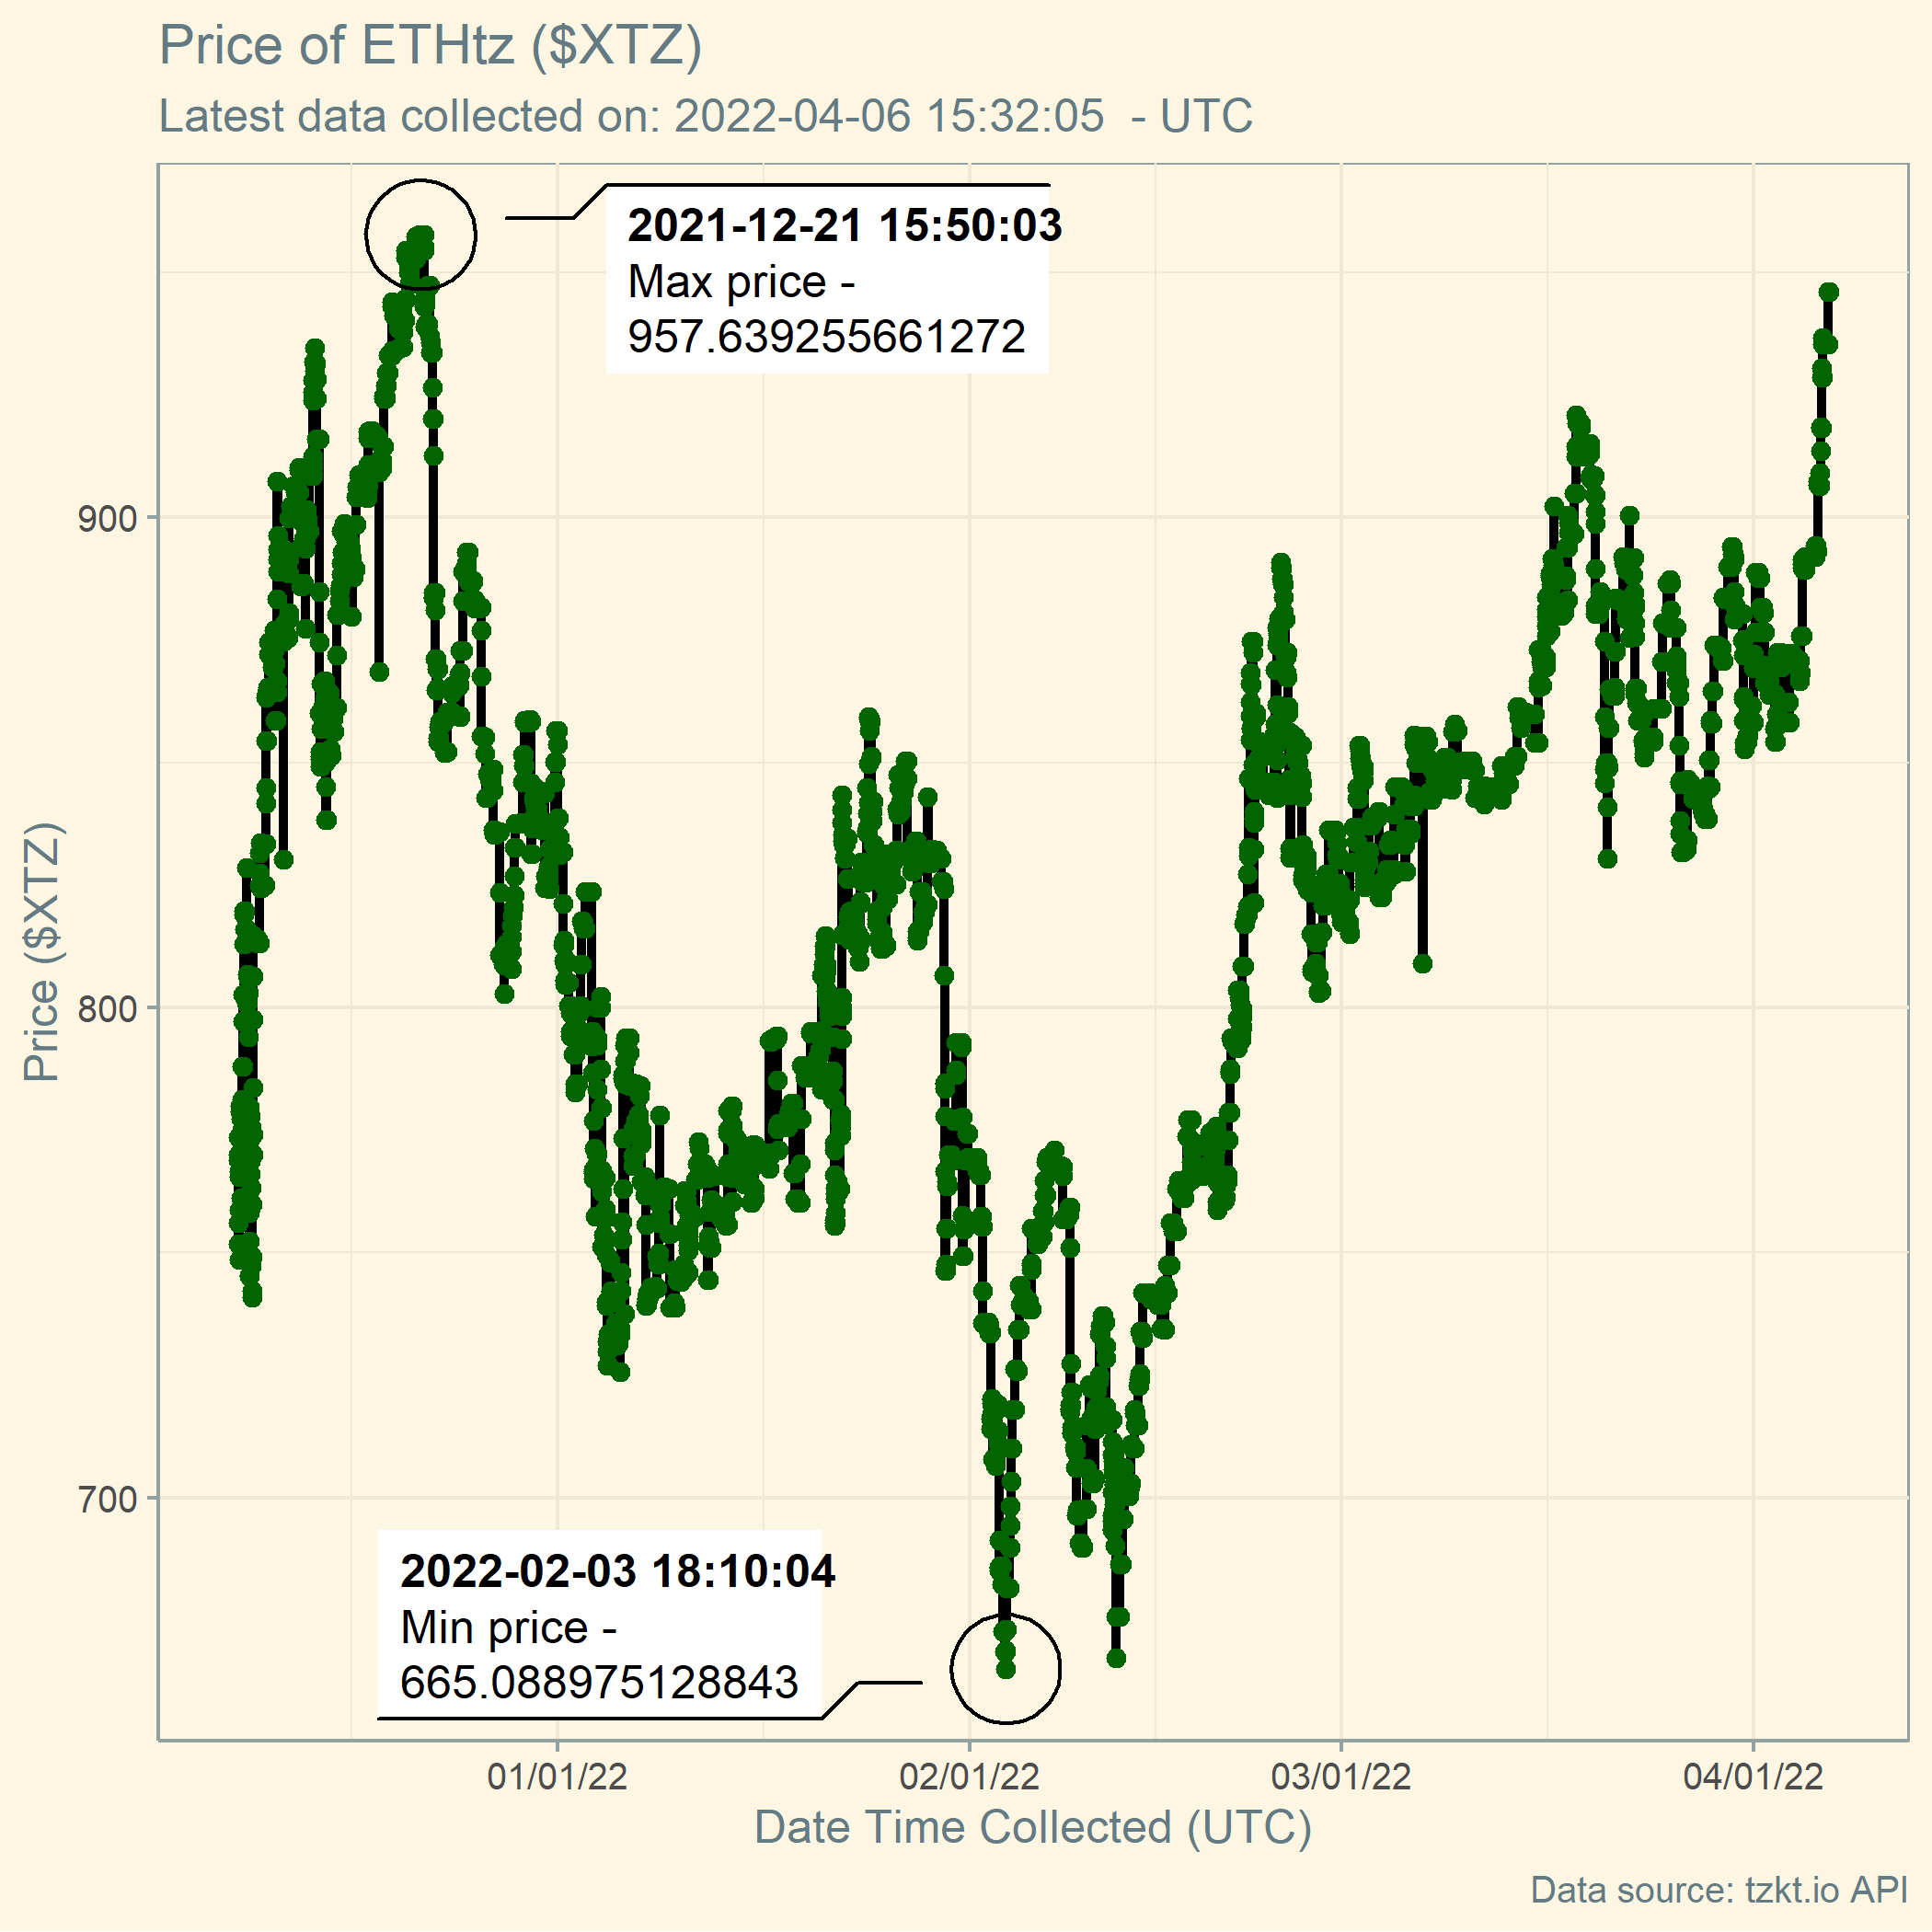 Price of ETHtz ($XTZ)
Latest data collected on: 2022-04-06 15:32:05  - UTC
2021-12-21 15:50:03
Max price -
957.639255661272
900
800
700
Price ($XTZ)
2022-02-03 18:10:04
Min price -
665.088975128843
01/01/22
02/01/22
03/01/22
04/01/22
Date Time Collected (UTC)
Data source: tzkt.io API